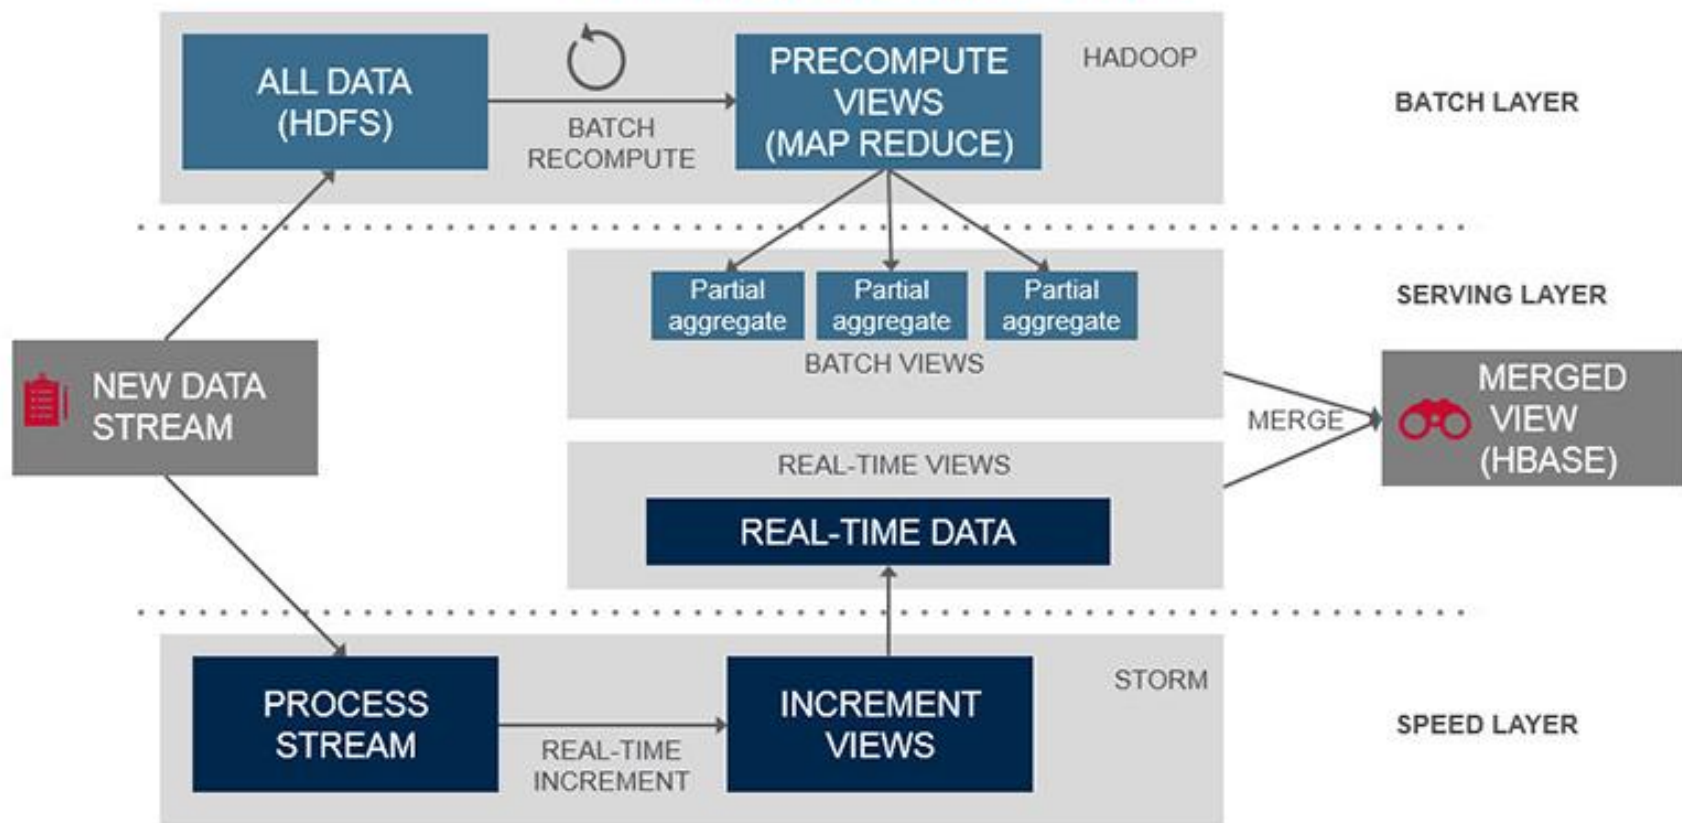 ALL DATA
(HDFS)
BATCH
RECOMPUTE
PRECOMPUTE
VIEWS
(MAP REDUCE)
HADOOP
BATCH LAYER
Partial
aggregate
Partial
aggregate
Partial
aggregate
BATCH VIEWS
SERVING LAYER
NEW DATA
STREAM
MERGE
MERGED
VIEW
(HBASE)
REAL-TIME VIEWS
REAL-TIME DATA
PROCESS
STREAM
REAL-TIME
INCREMENT
INCREMENT
VIEWS
STORM
SPEED LAYER